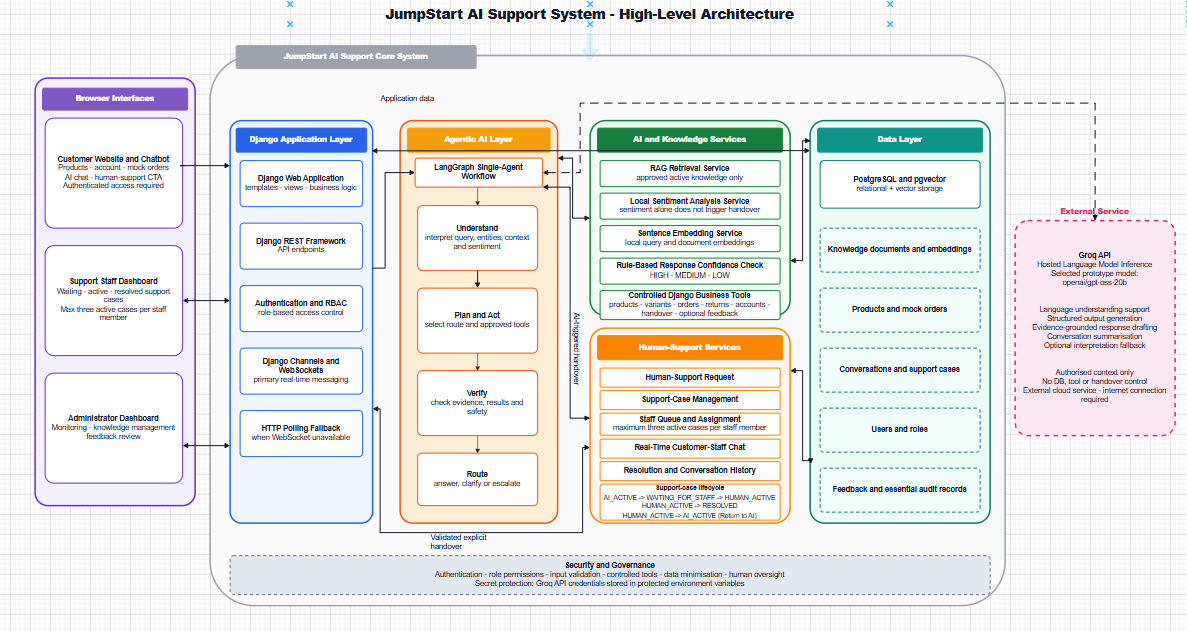 JumpStart AI Support System - High-Level Architecture
JumpStart AI Support Core System
Browser Interfaces
Customer Website and Chatbot
Products - account - mock orders
AI chat - human-support CTA
Authenticated access required
Support Staff Dashboard
Waiting - active - resolved support
cases
Max three active cases per staff
member
Administrator Dashboard
Monitoring - knowledge management
feedback review
Application data
Django Application Layer
Django Web Application
templates - views - business logic
Django REST Framework
API endpoints
Authentication and RBAC
role-based access control
Django Channels and
WebSockets
primary real-time messaging
HTTP Polling Fallback
when WebSocket unavailable
Agentic AI Layer
LangGraph Single-Agent
Workflow
Understand
interpret query, entities, context
and sentiment
Plan and Act
select route and approved tools
Verify
check evidence, results and
safety
Route
answer, clarify or escalate
AI-triggered handover
Validated explicit
handover
AI and Knowledge Services
RAG Retrieval Service
approved active knowledge only
Local Sentiment Analysis Service
sentiment alone does not trigger handover
Sentence Embedding Service
local query and document embeddings
Rule-Based Response Confidence Check
HIGH - MEDIUM - LOW
Controlled Django Business Tools
products - variants - orders - returns - accounts -
handover - optional feedback
Human-Support Services
Human-Support Request
Support-Case Management
Staff Queue and Assignment
maximum three active cases per staff member
Real-Time Customer-Staff Chat
Resolution and Conversation History
Support-case lifecycle
AI_ACTIVE -> WAITING_FOR_STAFF -> HUMAN_ACTIVE
HUMAN_ACTIVE -> RESOLVED
HUMAN_ACTIVE -> AI_ACTIVE (Return to AI)
Data Layer
PostgreSQL and pgvector
relational + vector storage
Knowledge documents and embeddings
Products and mock orders
Conversations and support cases
Users and roles
Feedback and essential audit records
External Service
Groq API
Hosted Language Model Inference
Selected prototype model:
openai/gpt-oss-20b
Language understanding support
Structured output generation
Evidence-grounded response drafting
Conversation summarisation
Optional interpretation fallback
Authorised context only
No DB, tool or handover control
External cloud service - internet connection
required
Security and Governance
Authentication - role permissions - input validation - controlled tools - data minimisation - human oversight
Secret protection: Groq API credentials stored in protected environment variables